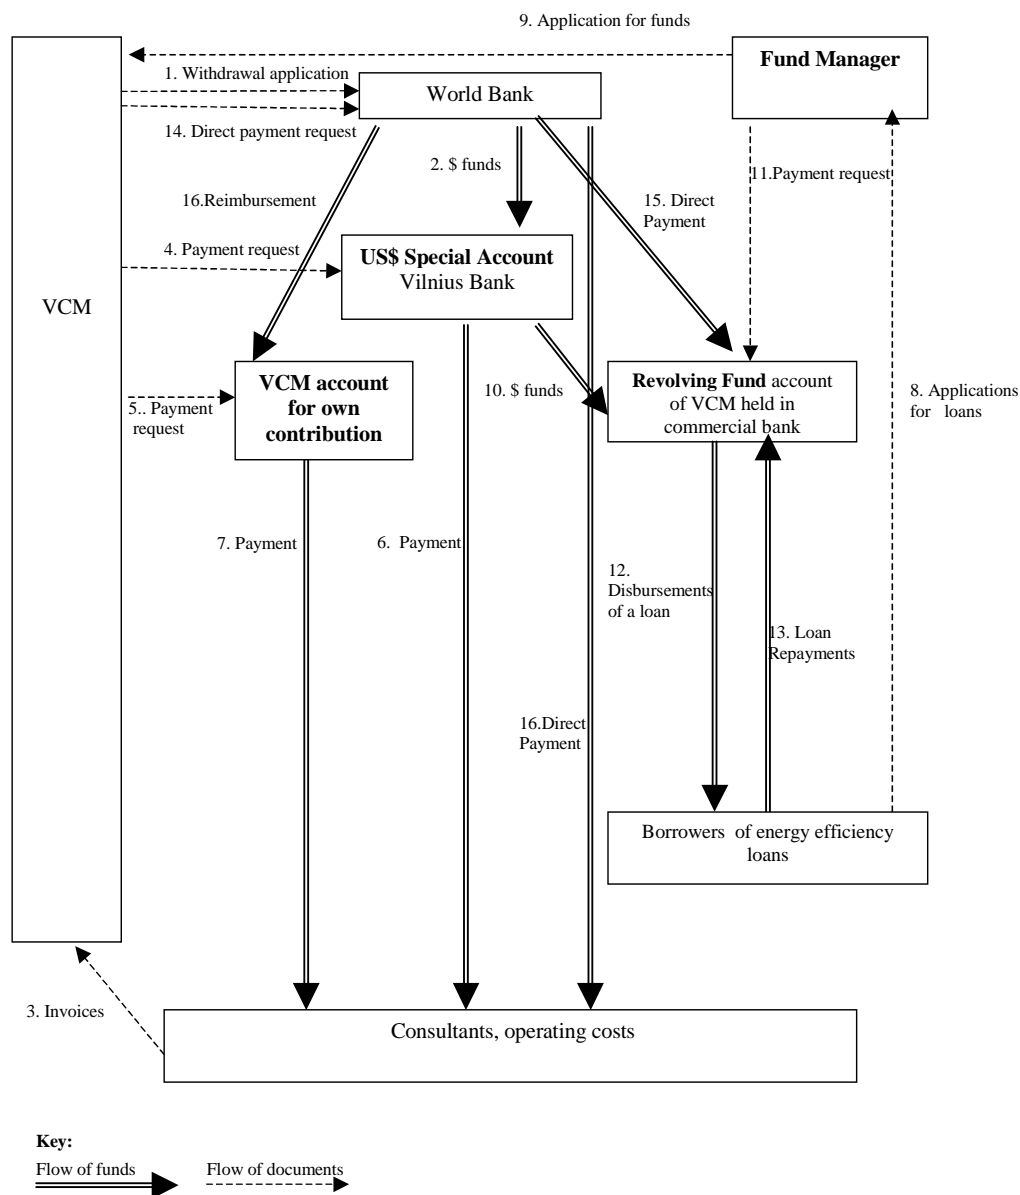 9. Application for funds
Fund Manager
1. Withdrawal application
World Bank
14. Direct payment request
2. $ funds
11.Payment request
16.Reimbursement
15. Direct
Payment
4. Payment request
US$ Special Account
Vilnius Bank
VCM
VCM account
for own
contribution
5.. Payment
request
10. $ funds
Revolving Fund account
of VCM held in
commercial bank
8. Applications
for loans
7. Payment
6. Payment
12.
Disbursements
of a loan
13. Loan
Repayments
16.Direct
Payment
Borrowers of energy efficiency
loans
3. Invoices
Consultants, operating costs
Key:
Flow of funds
Flow of documents